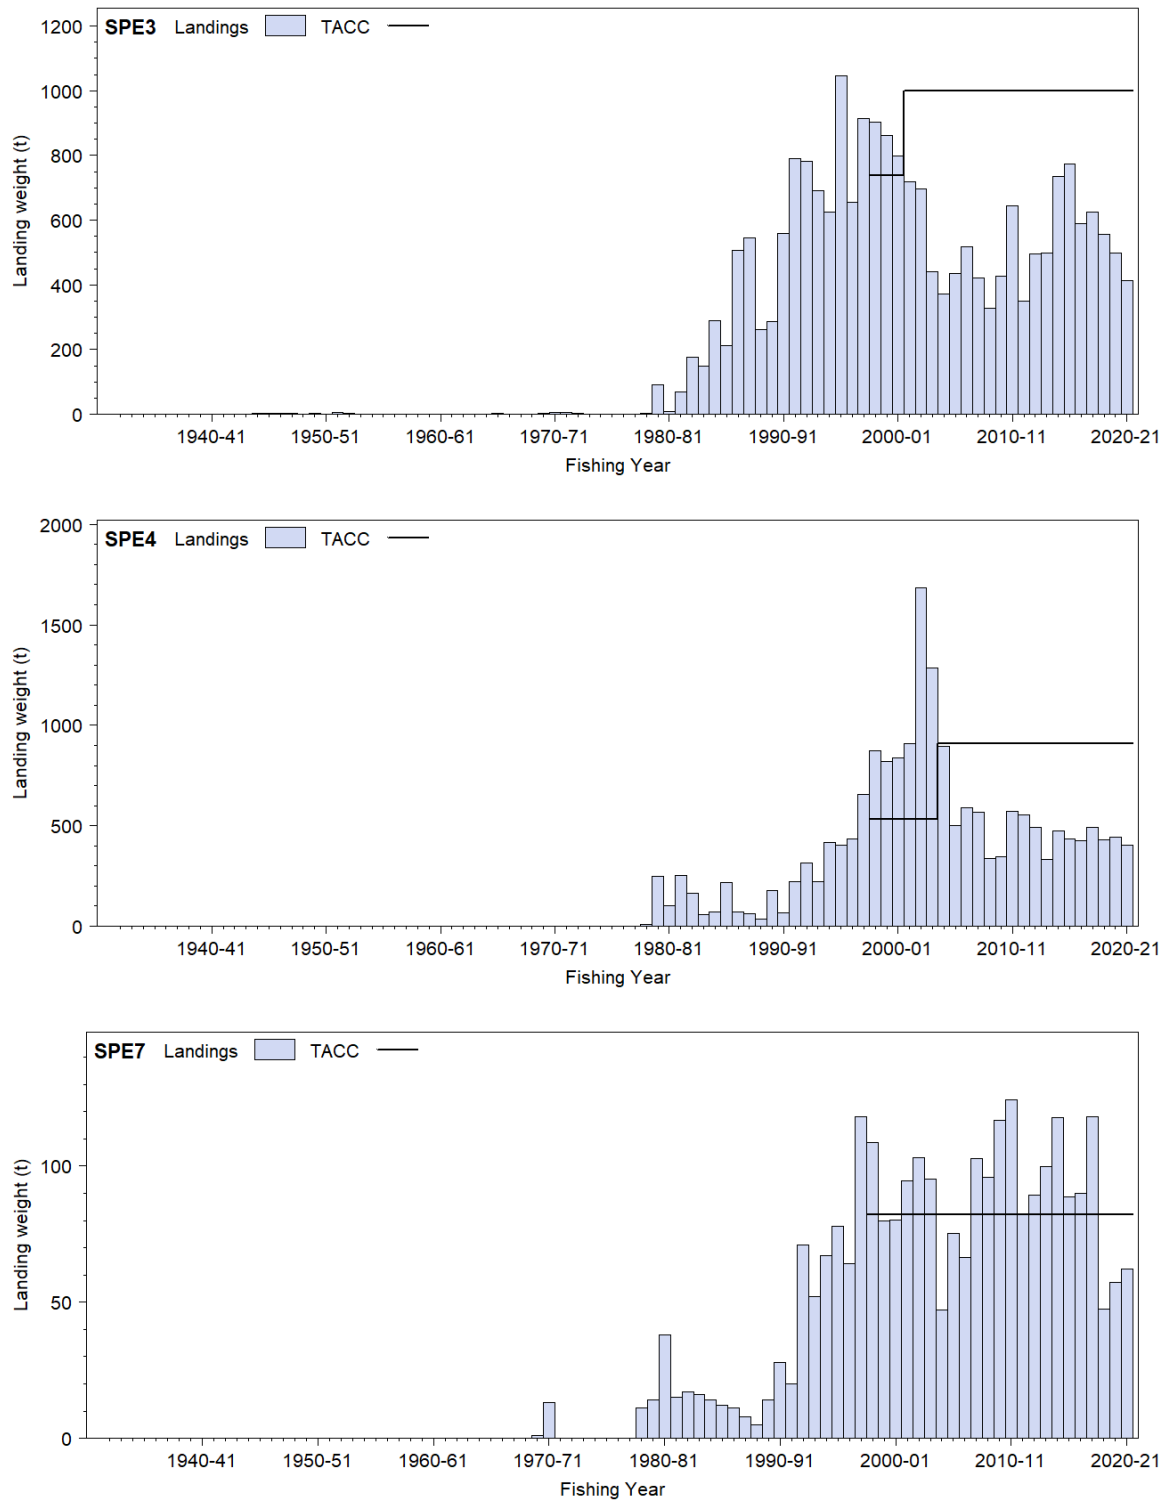 SPE3 Landings TACC
1200
1000
800
600
400
200
0
Landing weight (t)
1940-41 1950-51 1960-61 1970-71 1980-81 1990-91 2000-01 2010-11 2020-21
Fishing Year
SPE4 Landings TACC
2000
1500
1000
500
0
Landing weight (t)
1940-41 1950-51 1960-61 1970-71 1980-81 1990-91 2000-01 2010-11 2020-21
Fishing Year
SPE7 Landings TACC
100
50
0
Landing weight (t)
1940-41 1950-51 1960-61 1970-71 1980-81 1990-91 2000-01 2010-11 2020-21
Fishing Year